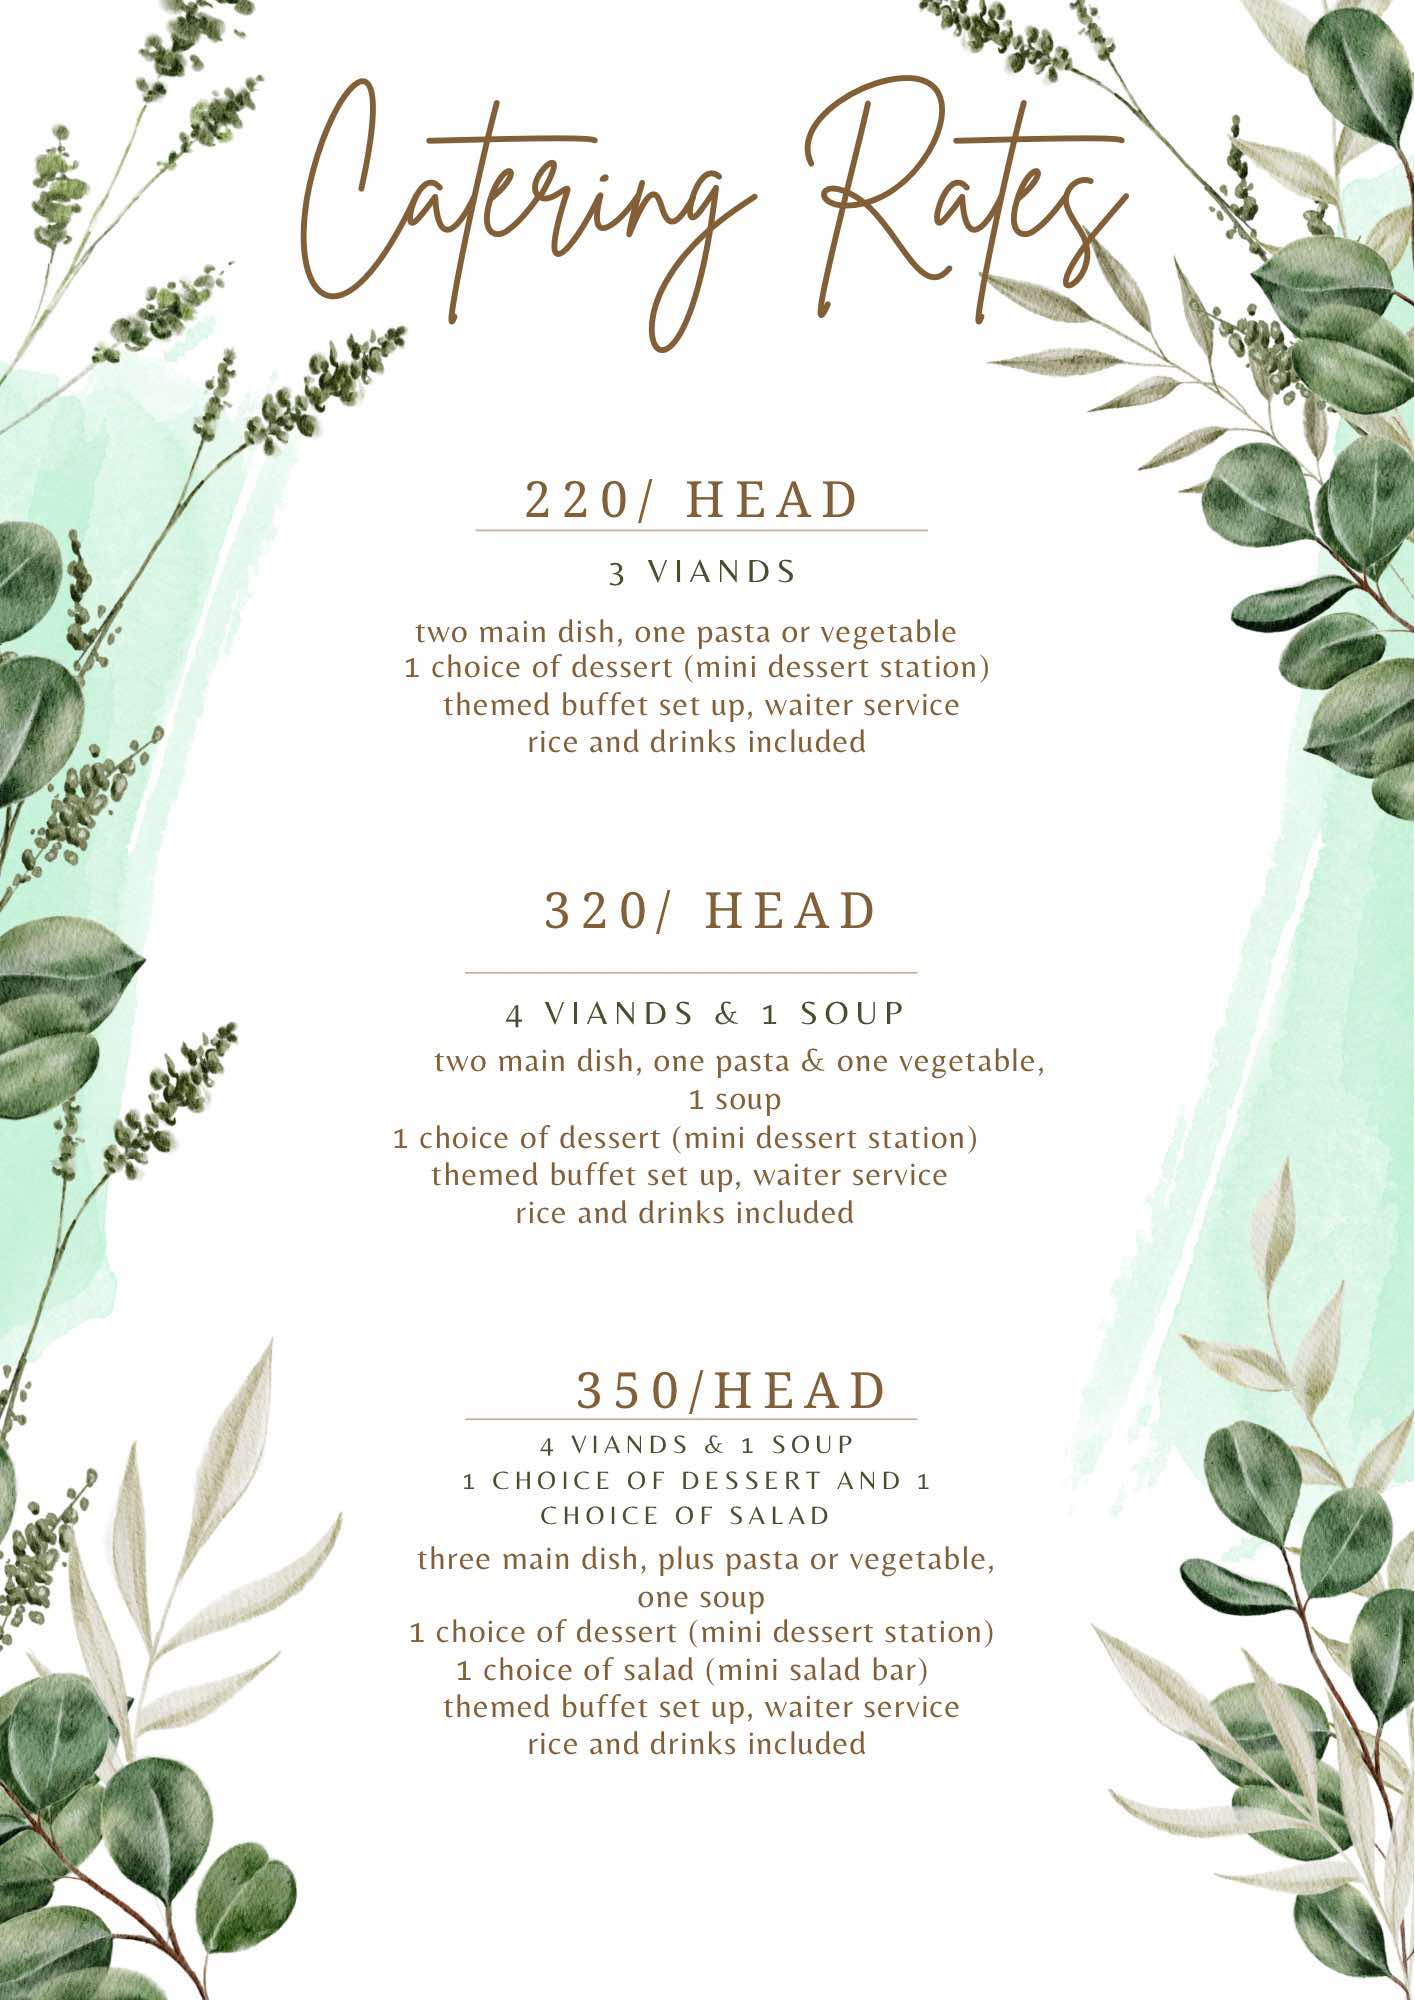 Catering Rates
220/ HEAD
3 VIANDS
two main dish, one pasta or vegetable
1 choice of dessert (mini dessert station)
themed buffet set up, waiter service
rice and drinks included
320/ HEAD
4 VIANDS & 1 SOUP
two main dish, one pasta & one vegetable,
1 soup
1 choice of dessert (mini dessert station)
themed buffet set up, waiter service
rice and drinks included
350/HEAD
4 VIANDS & 1 SOUP
1 CHOICE OF DESSERT AND 1
CHOICE OF SALAD
three main dish, plus pasta or vegetable,
one soup
1 choice of dessert (mini dessert station)
1 choice of salad (mini salad bar)
themed buffet set up, waiter service
rice and drinks included